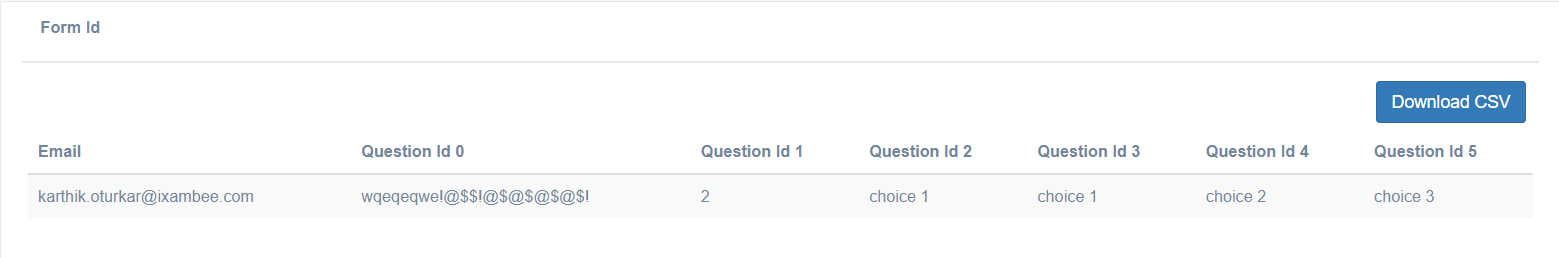 Form Id
Download CSV
Email Question Id 0 Question Id 1 Question Id 2 Question Id 3 Question Id 4 Question Id 5
karthik.oturkar@ixambee.com wqeqeqwe!@$$!@$@$@$@$! 2 choice 1 choice 1 choice 2 choice 3